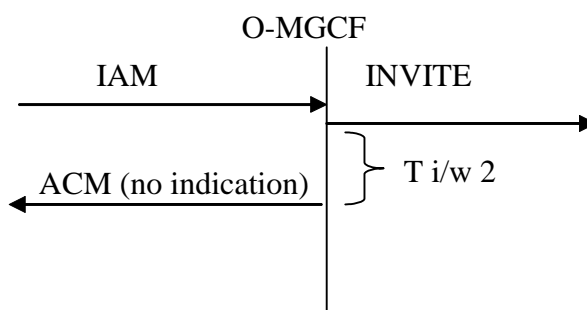 O-MGCF
IAM
INVITE
T i/w 2
ACM (no indication)